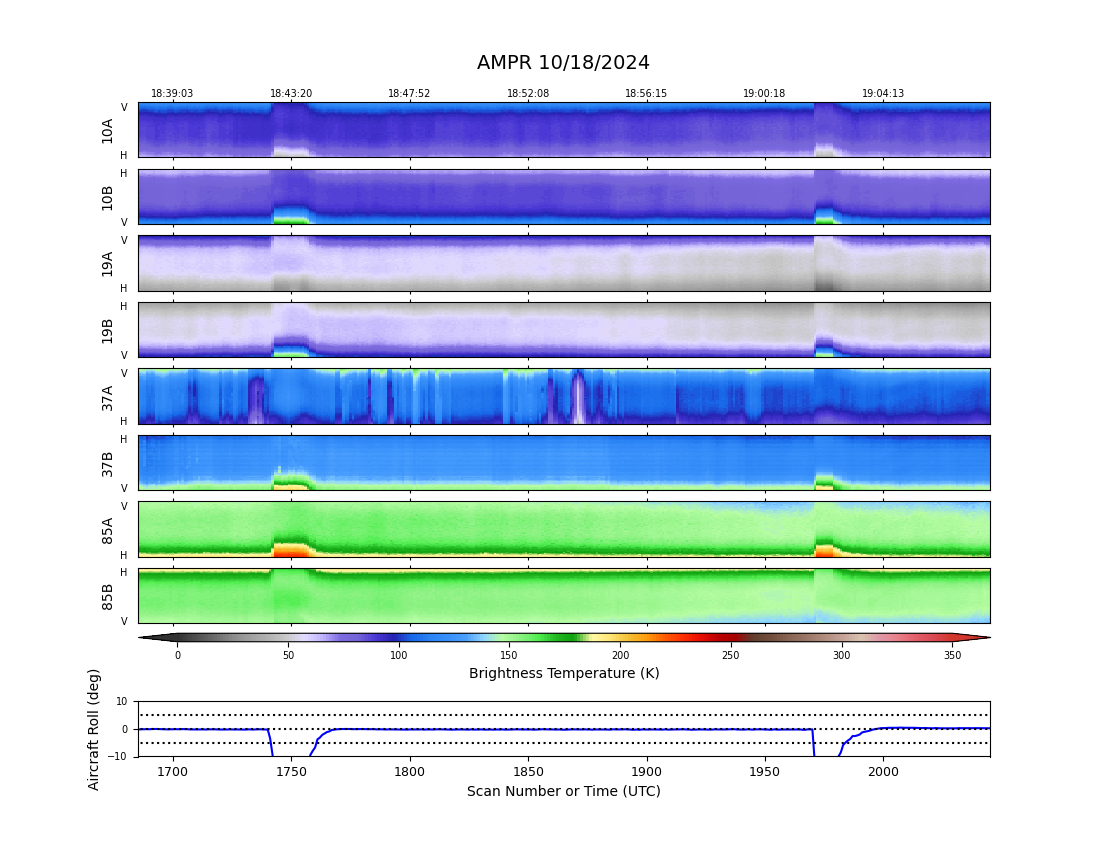 AMPR 10/18/2024
18:39:03 18:43:20 18:47:52 18:52:08 18:56:15 19:00:18 19:04:13
V
10A
H
H
10B
V
V
19A
H
H
19B
V
V
37A
H
H
37B
V
V
85A
H
H
85B
V
0 50 100 150 200 250 300 350
Brightness Temperature (K)
Aircraft Roll (deg)
10
0
−10
1700 1750 1800 1850 1900 1950 2000
Scan Number or Time (UTC)